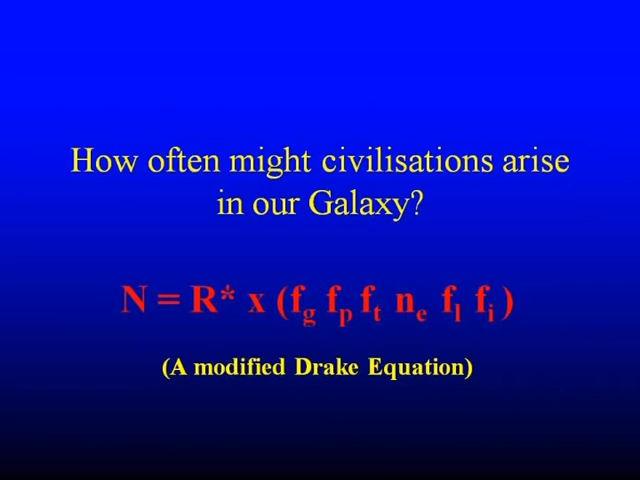 How often might civilisations arise
in our Galaxy?
N = R* x (fg fp ft ne fl fi )
(A modified Drake Equation)